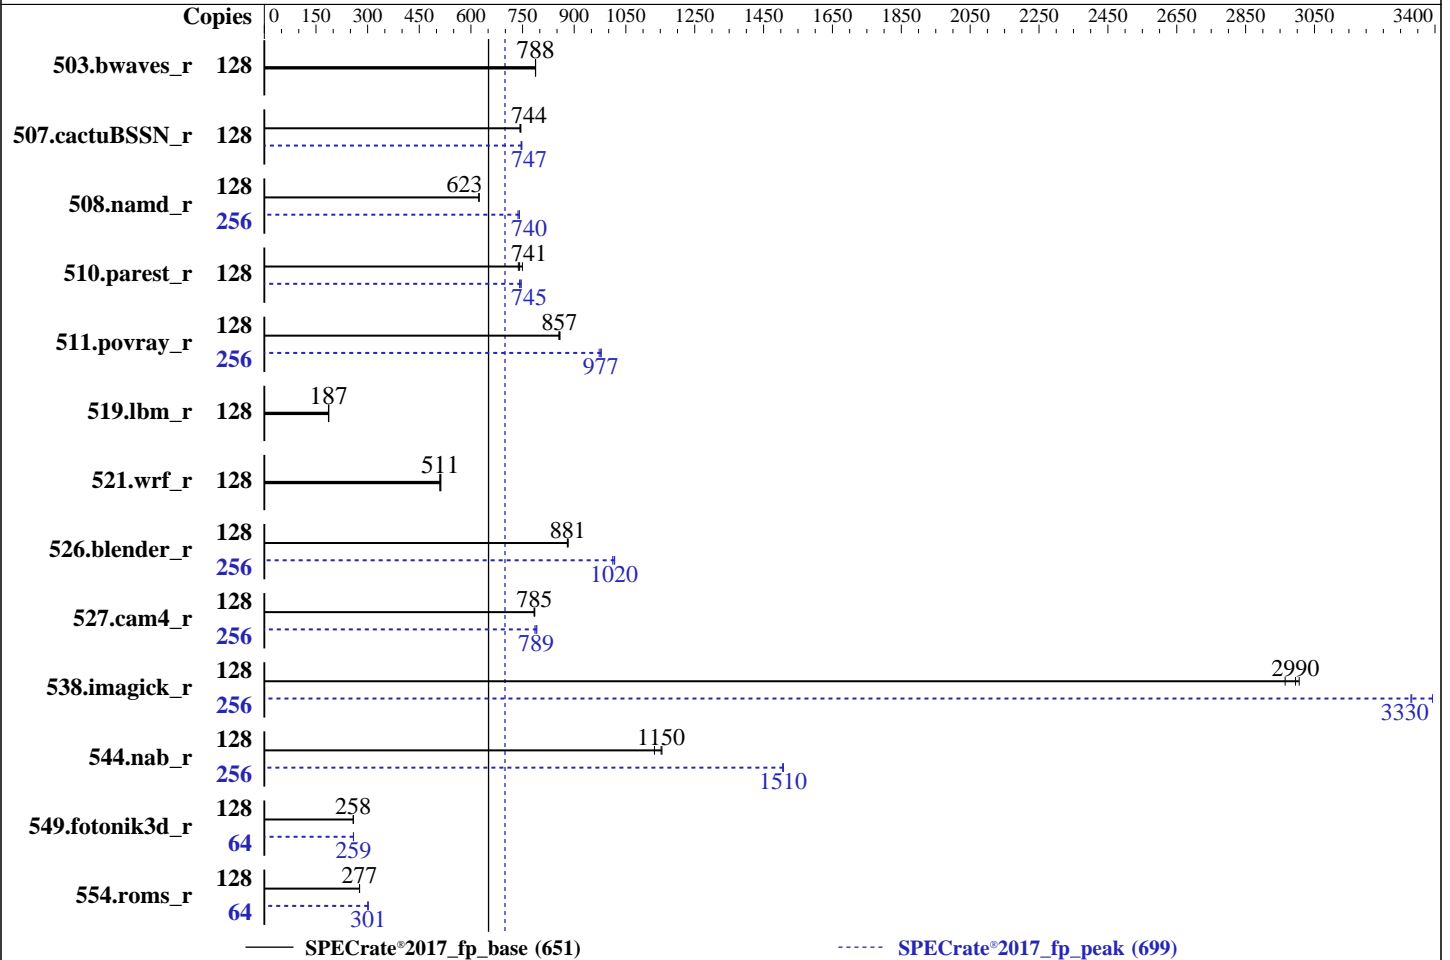 Copies 0 150 300 450 600 750 900 1050 1250 1450 1650 1850 2050 2250 2450 2650 2850 3050 3400
503.bwaves_r 128 788
507.cactuBSSN_r 128 744
747
508.namd_r 128 623
256 740
510.parest_r 128 741
745
511.povray_r 128 857
256 977
519.lbm_r 128 187
521.wrf_r 128 511
526.blender_r 128 881
256 1020
527.cam4_r 128 785
256 789
538.imagick_r 128 2990
256 3330
544.nab_r 128 1150
256 1510
549.fotonik3d_r 128 258
64 259
554.roms_r 128 277
64 301
SPECrate®2017_fp_base (651) SPECrate®2017_fp_peak (699)